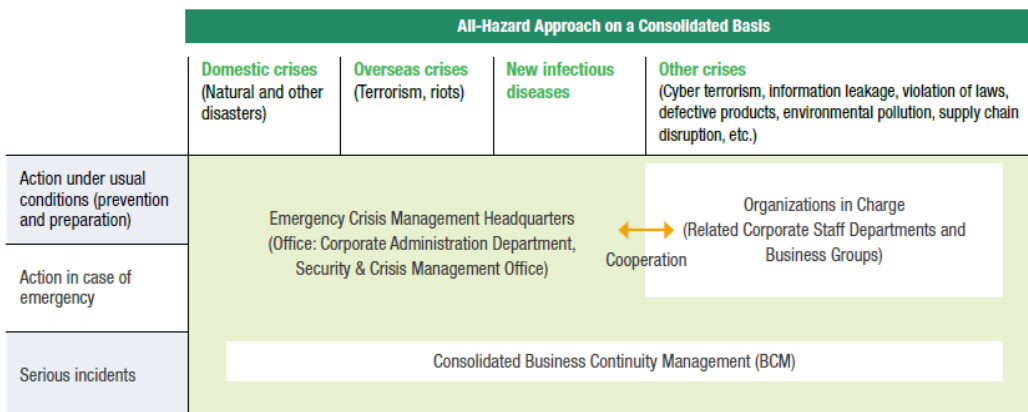 All-Hazard Approach on a Consolidated Basis
Domestic crises
(Natural and other
disasters)
Overseas crises
(Terrorism, riots)
New infectious
diseases
Other crises
(Cyber terrorism, information leakage, violation of laws,
defective products, environmental pollution, supply chain
disruption, etc.)
Action under usual
conditions (prevention
and preparation)
Action in case of
emergency
Emergency Crisis Management Headquarters
(Office: Corporate Administration Department,
Security & Crisis Management Office)
Cooperation
Organizations in Charge
(Related Corporate Staff Departments and
Business Groups)
Serious incidents
Consolidated Business Continuity Management (BCM)